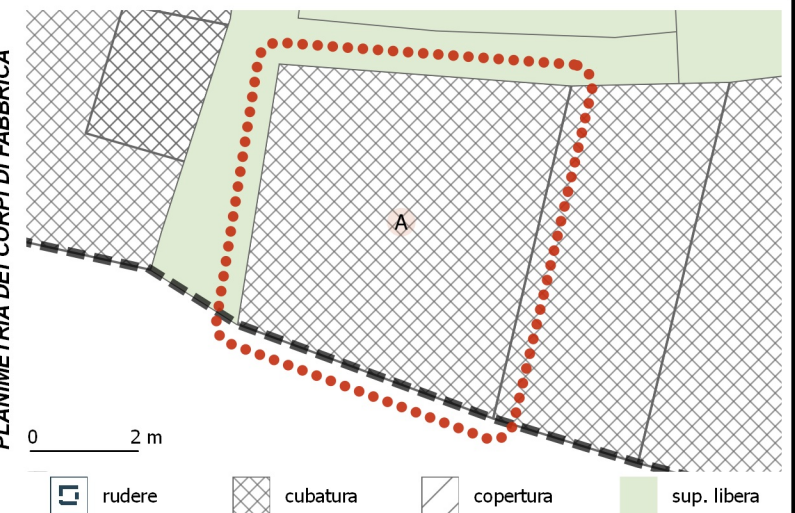 PLANIMETRIA DEI CORPI DI FABBRICA
A
0 2 m
rudere cubatura copertura sup. libera